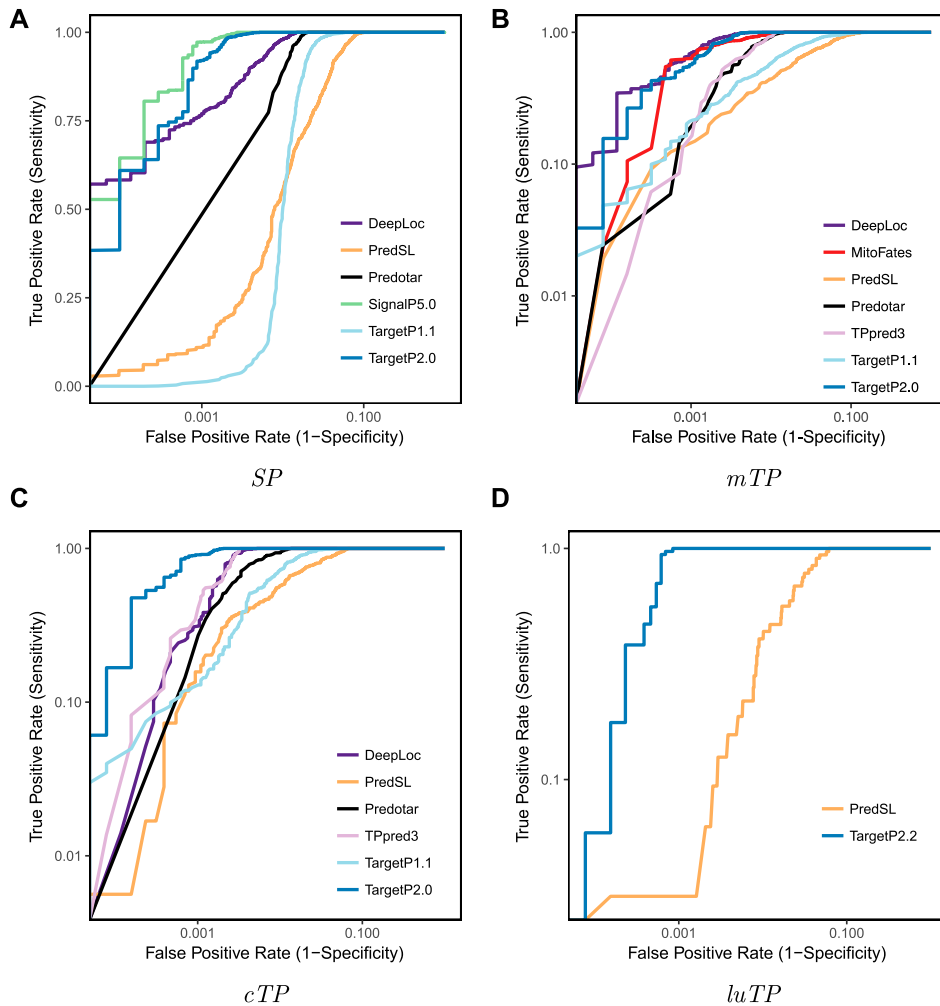 A
True Positive Rate (Sensitivity)
1.00
0.75
0.50
0.25
0.00
DeepLoc
PredSL
Predotar
SignalP5.0
TargetP1.1
TargetP2.0
0.001
0.100
False Positive Rate (1−Specificity)
SP
B
True Positive Rate (Sensitivity)
1.00
0.10
0.01
DeepLoc
MitoFates
PredSL
Predotar
TPpred3
TargetP1.1
TargetP2.0
0.001
0.100
False Positive Rate (1-Specificity)
mTP
C
True Positive Rate (Sensitivity)
1.00
0.10
0.01
DeepLoc
PredSL
Predotar
TPpred3
TargetP1.1
TargetP2.0
0.001
0.100
False Positive Rate (1−Specificity)
cTP
D
True Positive Rate (Sensitivity)
1.0
0.1
PredSL
TargetP2.2
0.001
0.100
False Positive Rate (1−Specificity)
luTP